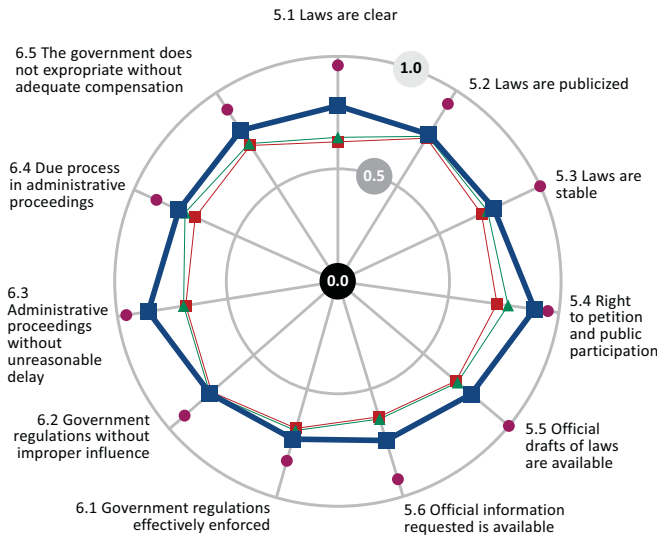 5.1 Laws are clear
6.5 The government does
not expropriate without
adequate compensation
1.0
5.2 Laws are publicized
6.4 Due process
in administrative
proceedings
0.5
5.3 Laws are
stable
0.0
6.3
Administrative
proceedings
without
unreasonable
delay
5.4 Right
to petition
and public
participation
6.2 Government
regulations without
improper influence
5.5 Official
drafts of laws
are available
6.1 Government regulations
effectively enforced
5.6 Official information
requested is available